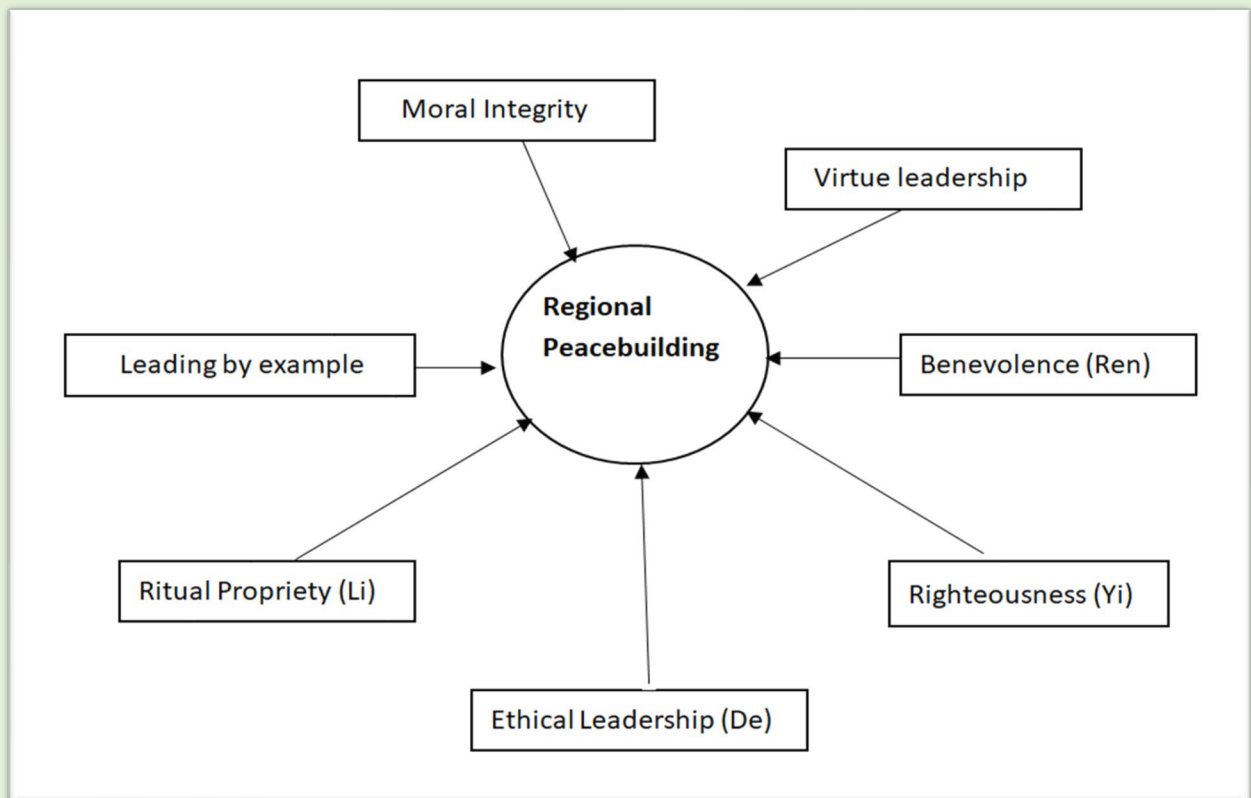 Moral Integrity
Virtue leadership
Regional
Peacebuilding
Leading by example
Benevolence (Ren)
Ritual Propriety (Li)
Righteousness (Yi)
Ethical Leadership (De)